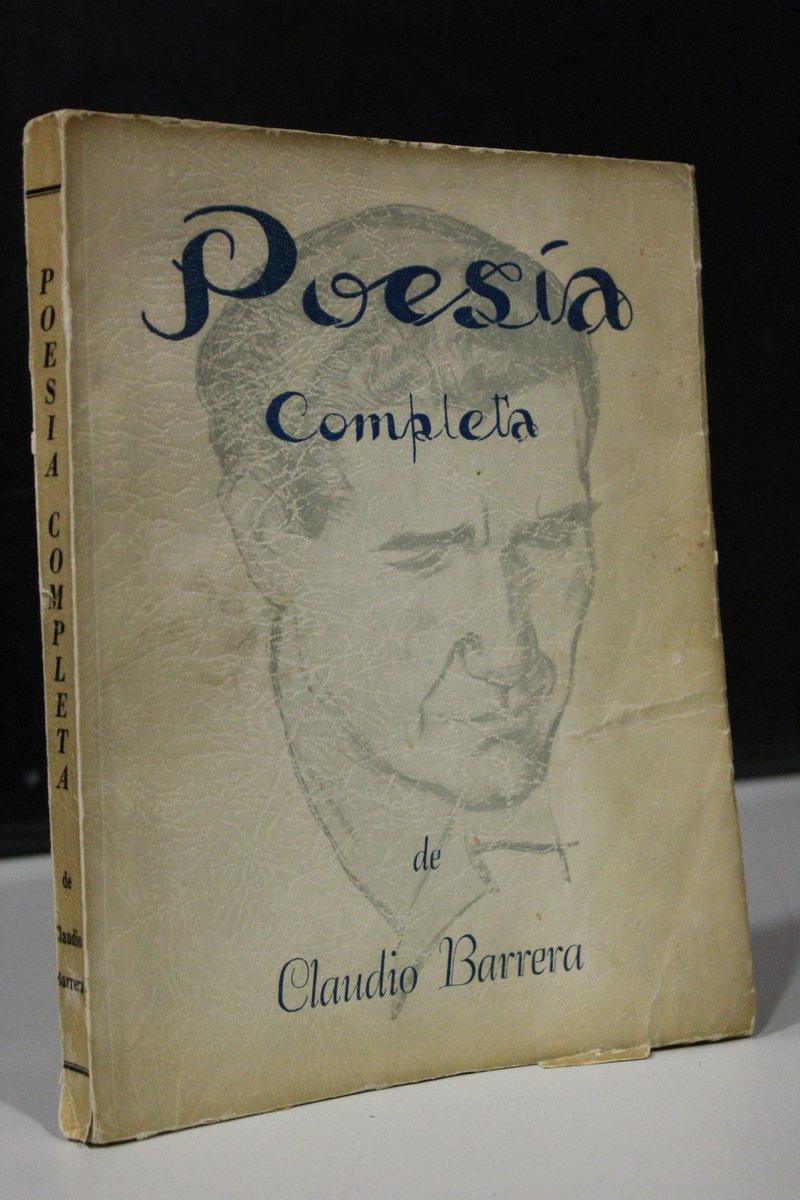 Poesía
Completa
de
Claudio Barrera
POESIA COMPLETA
de
Claudio
Barrera